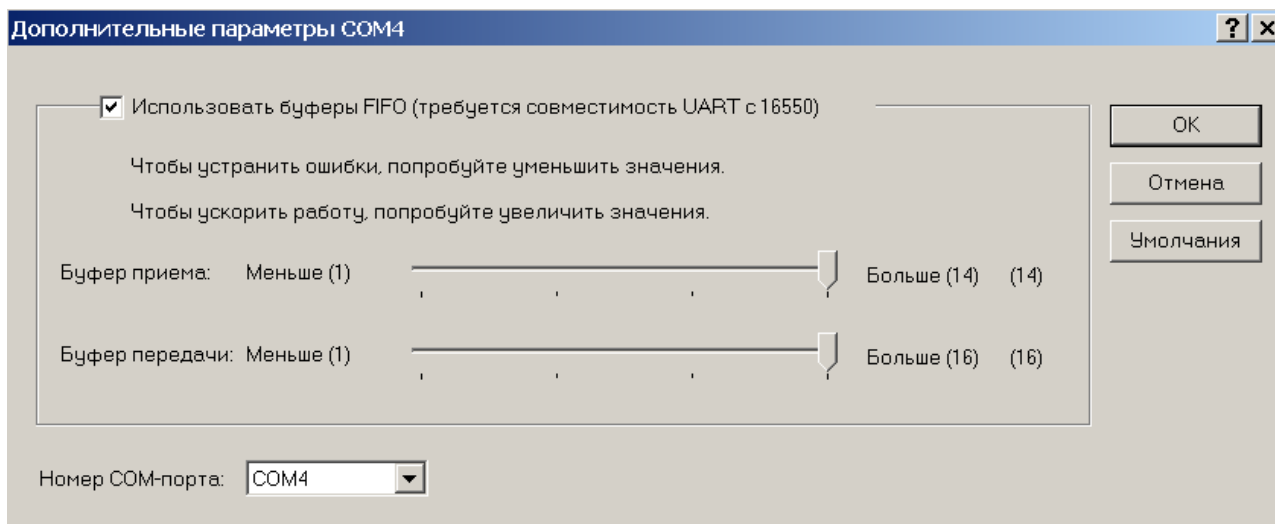 Дополнительные параметры COM4
Использовать буферы FIFO (требуется совместимость UART с 16550)
OK
Чтобы устранить ошибки, попробуйте уменьшить значения.
Отмена
Чтобы ускорить работу, попробуйте увеличить значения.
Умолчания
Буфер приема: Меньше (1) Больше (14) (14)
Буфер передачи: Меньше (1) Больше (16) (16)
Номер COM-порта: COM4